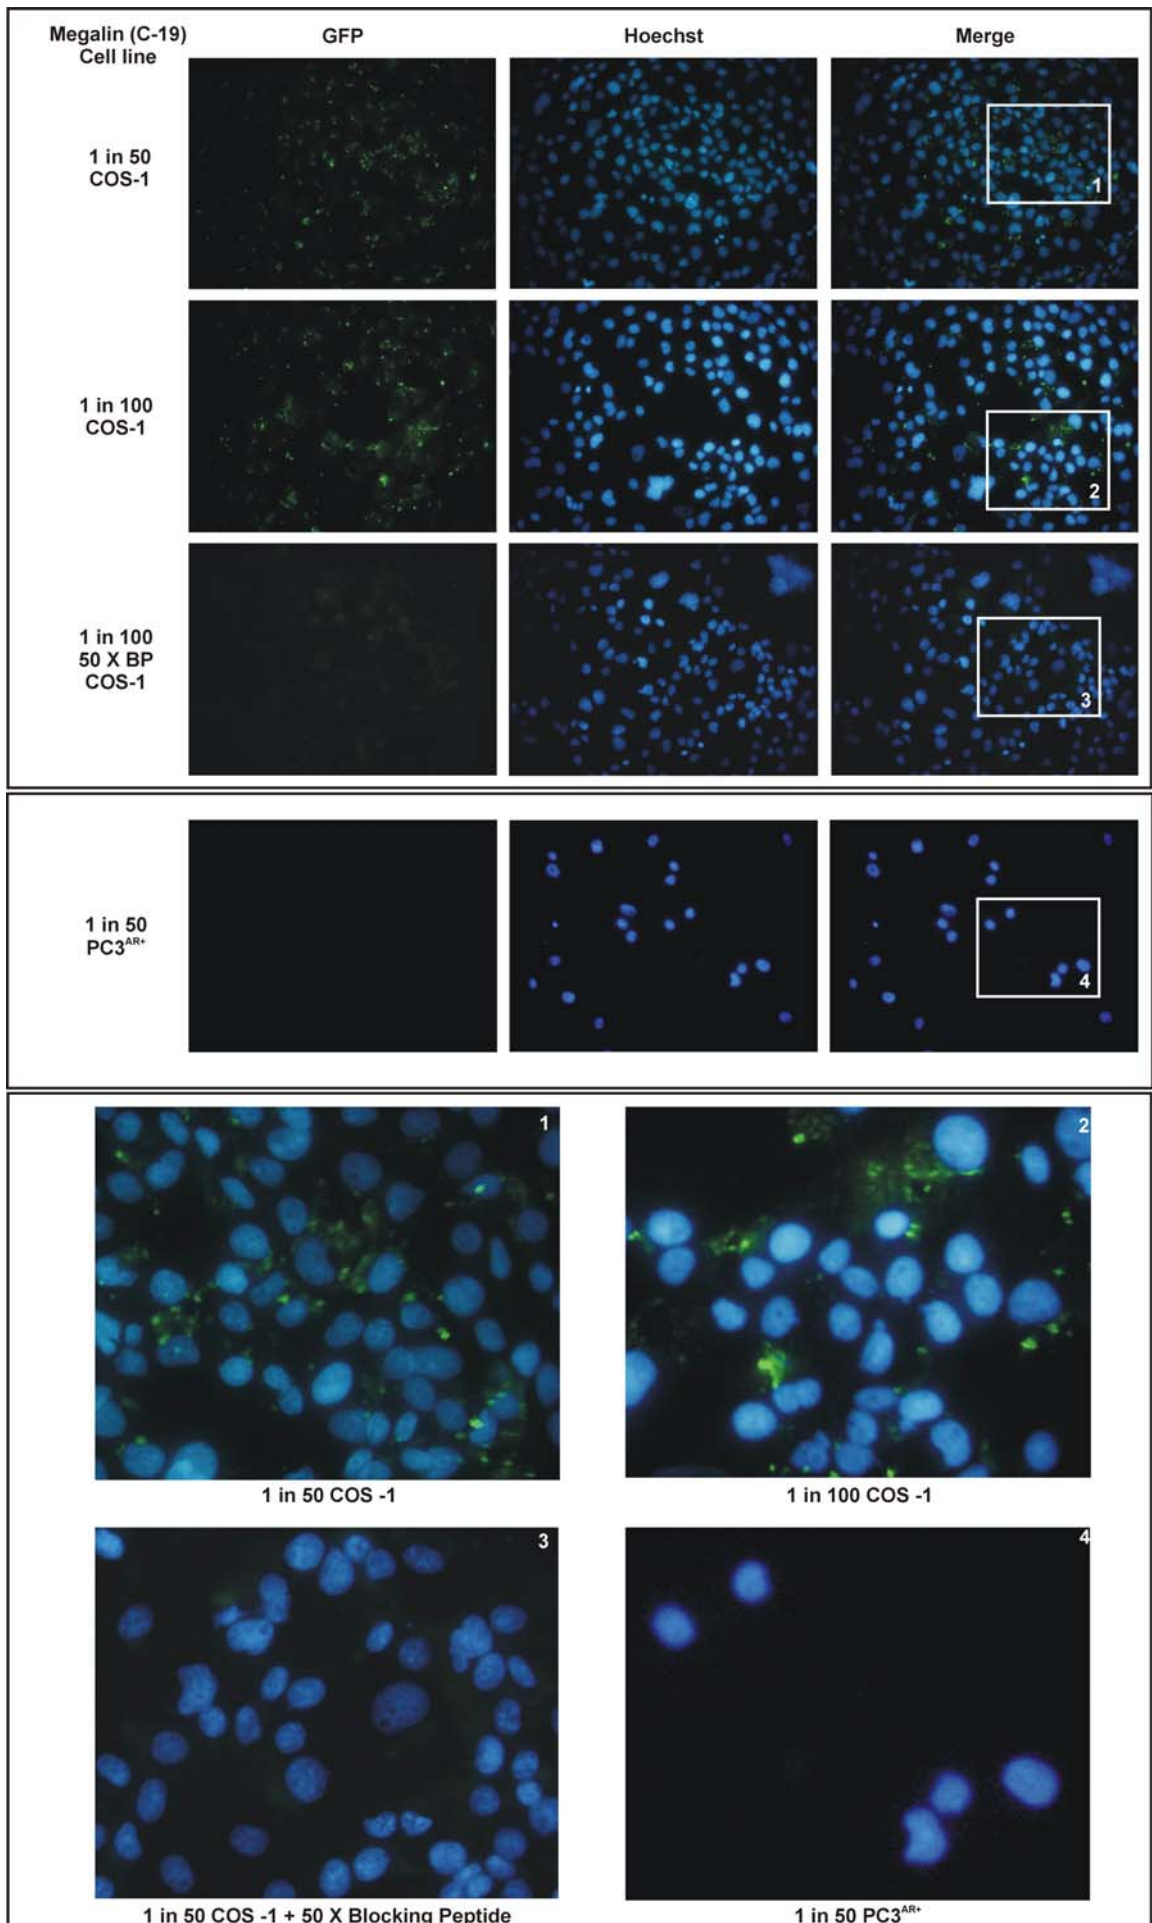 Megalin (C-19) GFP Hoechst Merge
Cell line
1 in 50
COS-1
1
1 in 100
COS-1
2
1 in 100
50 X BP
COS-1
3
1 in 50
PC3AR+
4
1 2
1 in 50 COS -1 1 in 100 COS -1
3 4
1 in 50 COS -1 + 50 X Blocking Peptide 1 in 50 PC3AR+